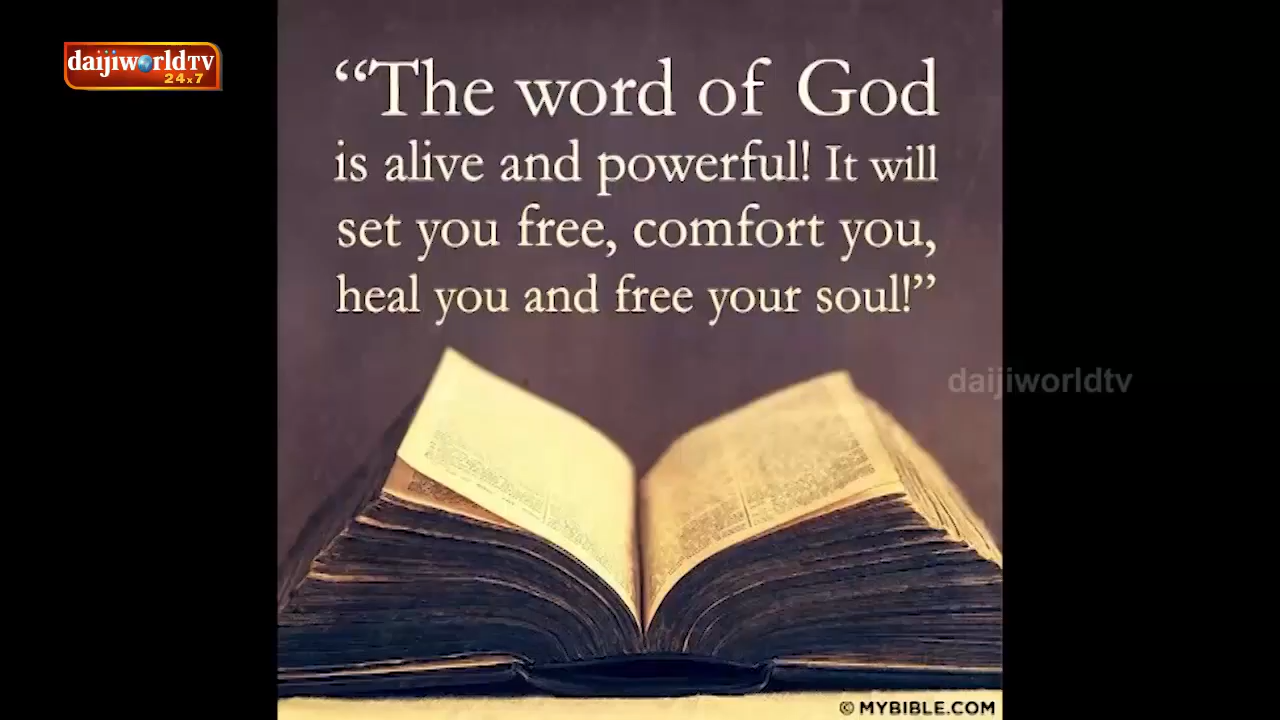 daijiworldTV
24x7
“The word of God
is alive and powerful! It will
set you free, comfort you,
heal you and free your soul!”
daijiworldtv
© MYBIBLE.COM